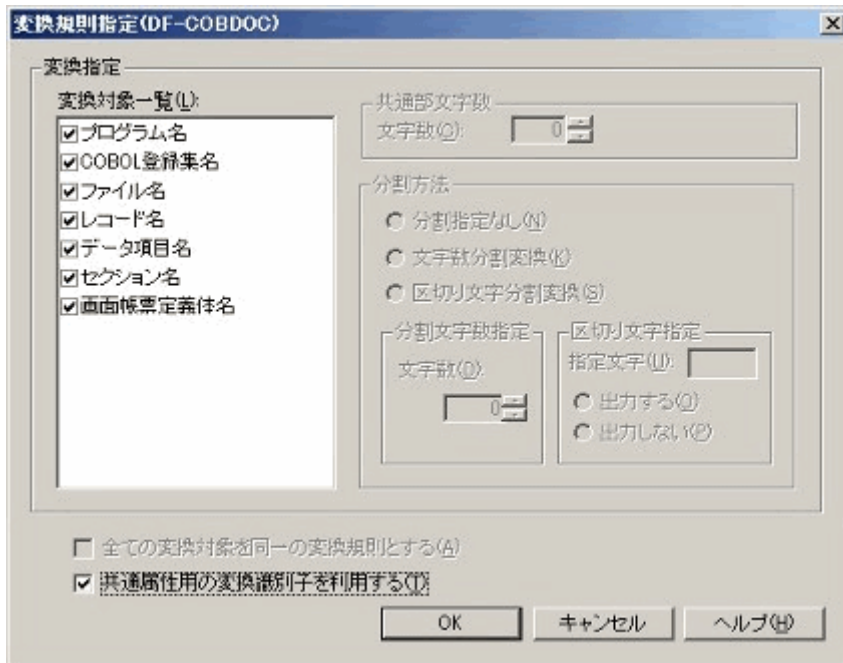 変換規則指定(DF-COBDOC)
変換指定
変換対象一覧(L):
プログラム名
COBOL登録集名
ファイル名
レコード名
データ項目名
セクション名
画面帳票定義体名
共通部文字数
文字数(C): 0
分割方法
分割指定なし(N)
文字数分割変換(K)
区切り文字分割変換(S)
分割文字数指定
文字数(D):
0
区切り文字指定
指定文字(U):
出力する(O)
出力しない(P)
全ての変換対象を同一の変換規則とする(A)
共通属性用の変換識別子を利用する(T)
OK キャンセル ヘルプ(H)